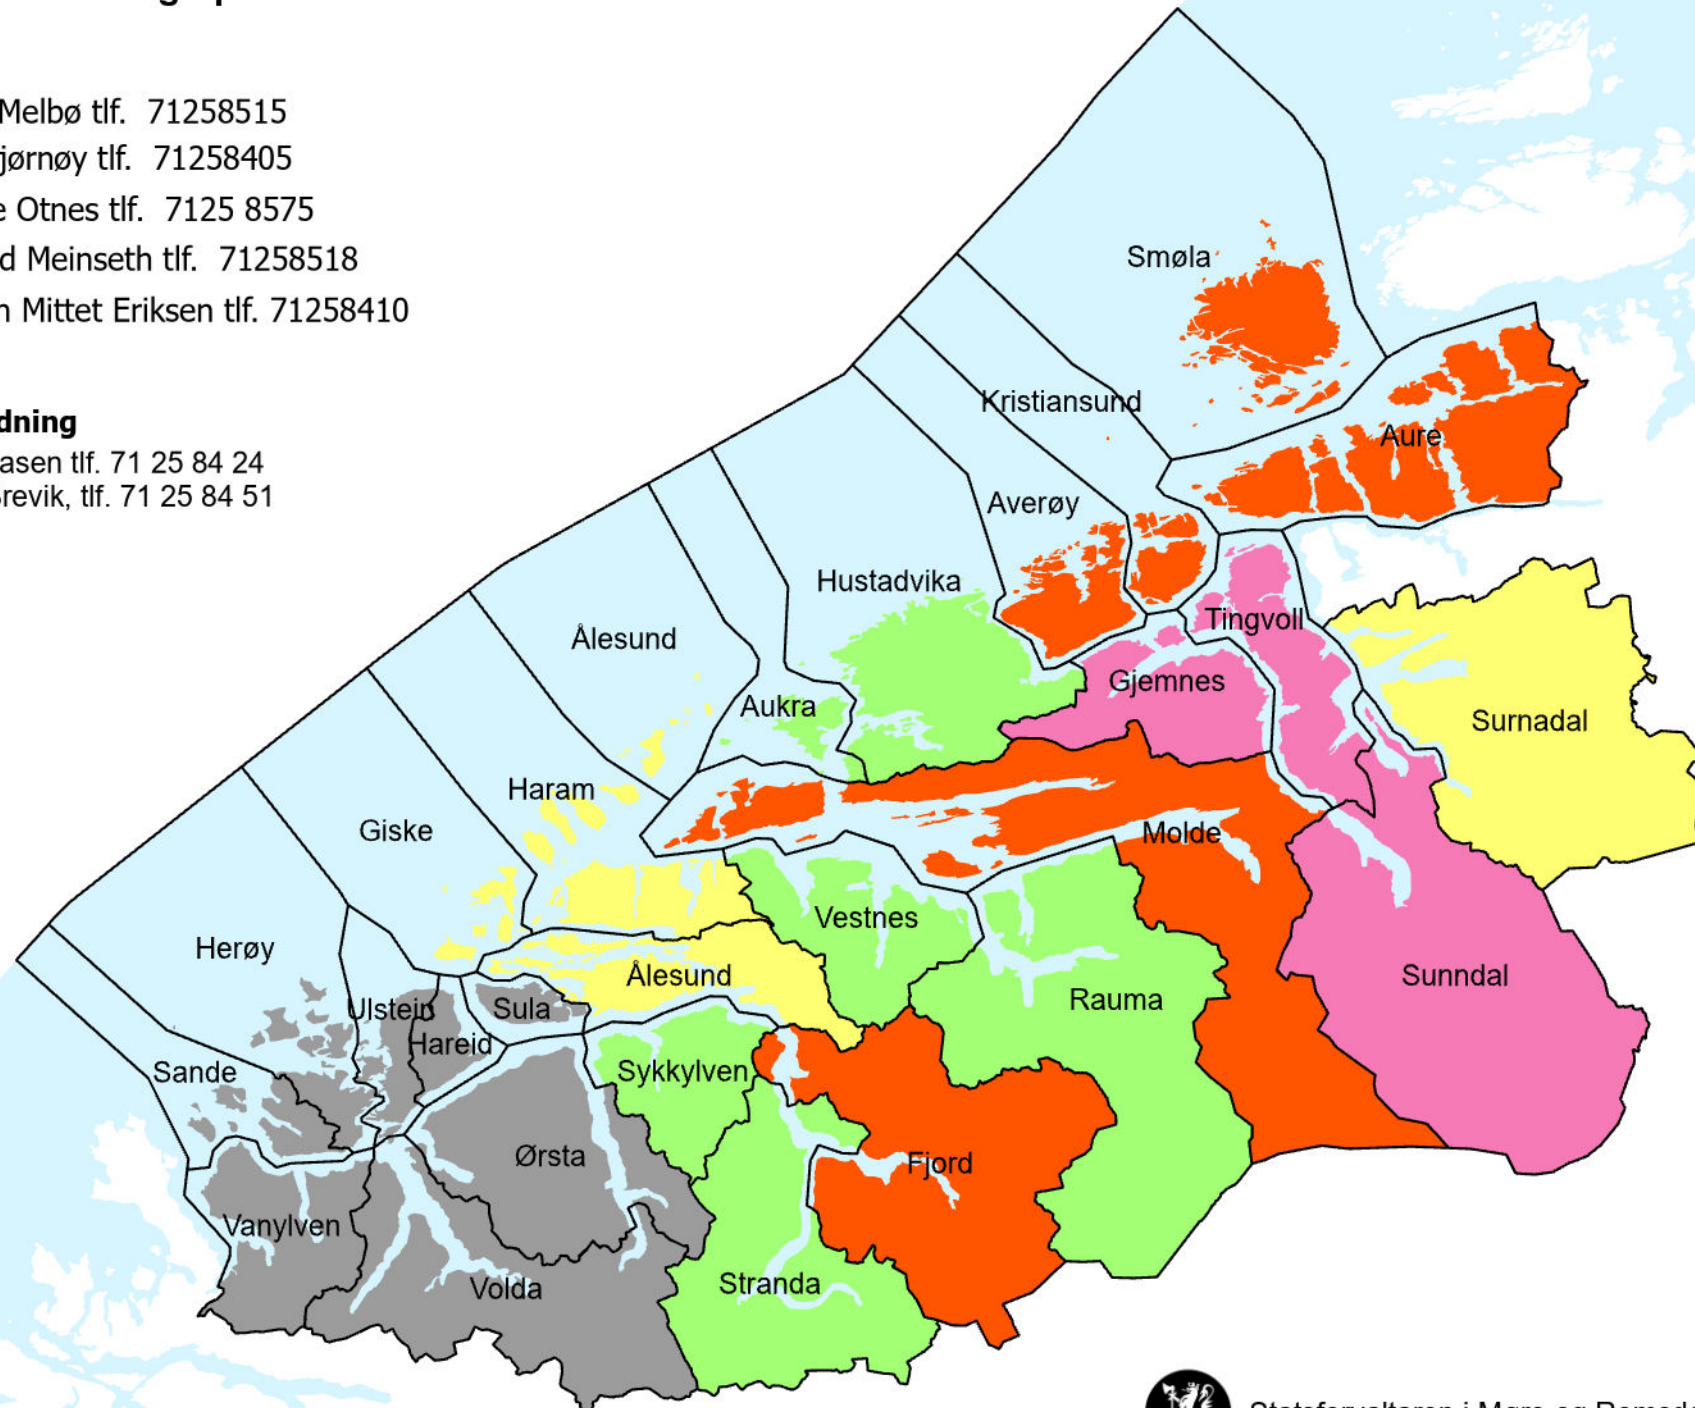 Melbø tlf. 71258515
jørnøy tlf. 71258405
e Otnes tlf. 7125 8575
d Meinseth tlf. 71258518
n Mittet Eriksen tlf. 71258410
dning
asen tlf. 71 25 84 24
revik, tlf. 71 25 84 51
Smøla
Kristiansund
Aure
Averøy
Hustadvika
Tingvoll
Ålesund
Gjemnes
Aukra
Surnadal
Haram
Giske
Molde
Vestnes
Herøy
Ålesund
Sunndal
Rauma
Ulstein
Sula
Hareid
Sande
Sykkylven
Ørsta
Fjord
Vanylven
Stranda
Volda